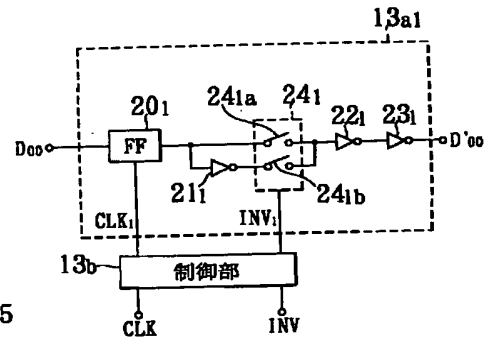 13a1
20₁
24₁a
24₁
22₁
23₁
D₀₀
FF
D'₀₀
21₁
24₁b
CLK₁
INV₁
13b
制御部
5
CLK
INV